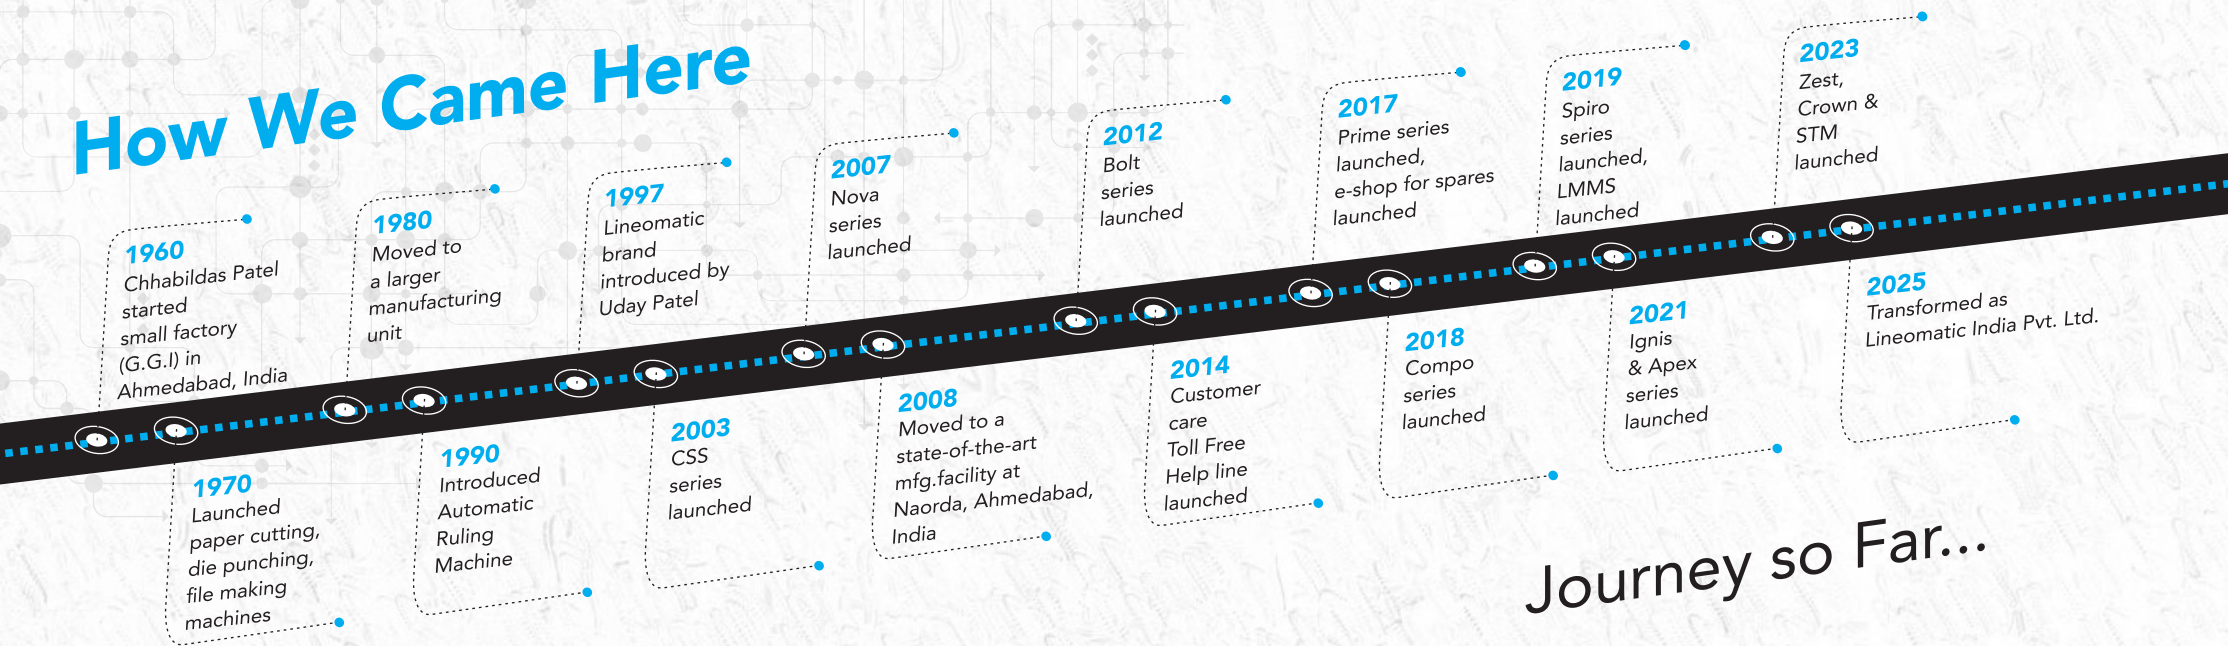 How We Came Here
1960
Chhabildas Patel
started
small factory
(G.G.I) in
Ahmedabad, India
1970
Launched
paper cutting,
die punching,
file making
machines
1980
Moved to
a larger
manufacturing
unit
1990
Introduced
Automatic
Ruling
Machine
1997
Lineomatic
brand
introduced by
Uday Patel
2003
CSS
series
launched
2007
Nova
series
launched
2008
Moved to a
state-of-the-art
mfg.facility at
Naorda, Ahmedabad,
India
2012
Bolt
series
launched
2014
Customer
care
Toll Free
Help line
launched
2017
Prime series
launched,
e-shop for spares
launched
2018
Compo
series
launched
2019
Spiro
series
launched,
LMMS
launched
2021
Ignis
& Apex
series
launched
2023
Zest,
Crown &
STM
launched
2025
Transformed as
Lineomatic India Pvt. Ltd.
Journey so Far...